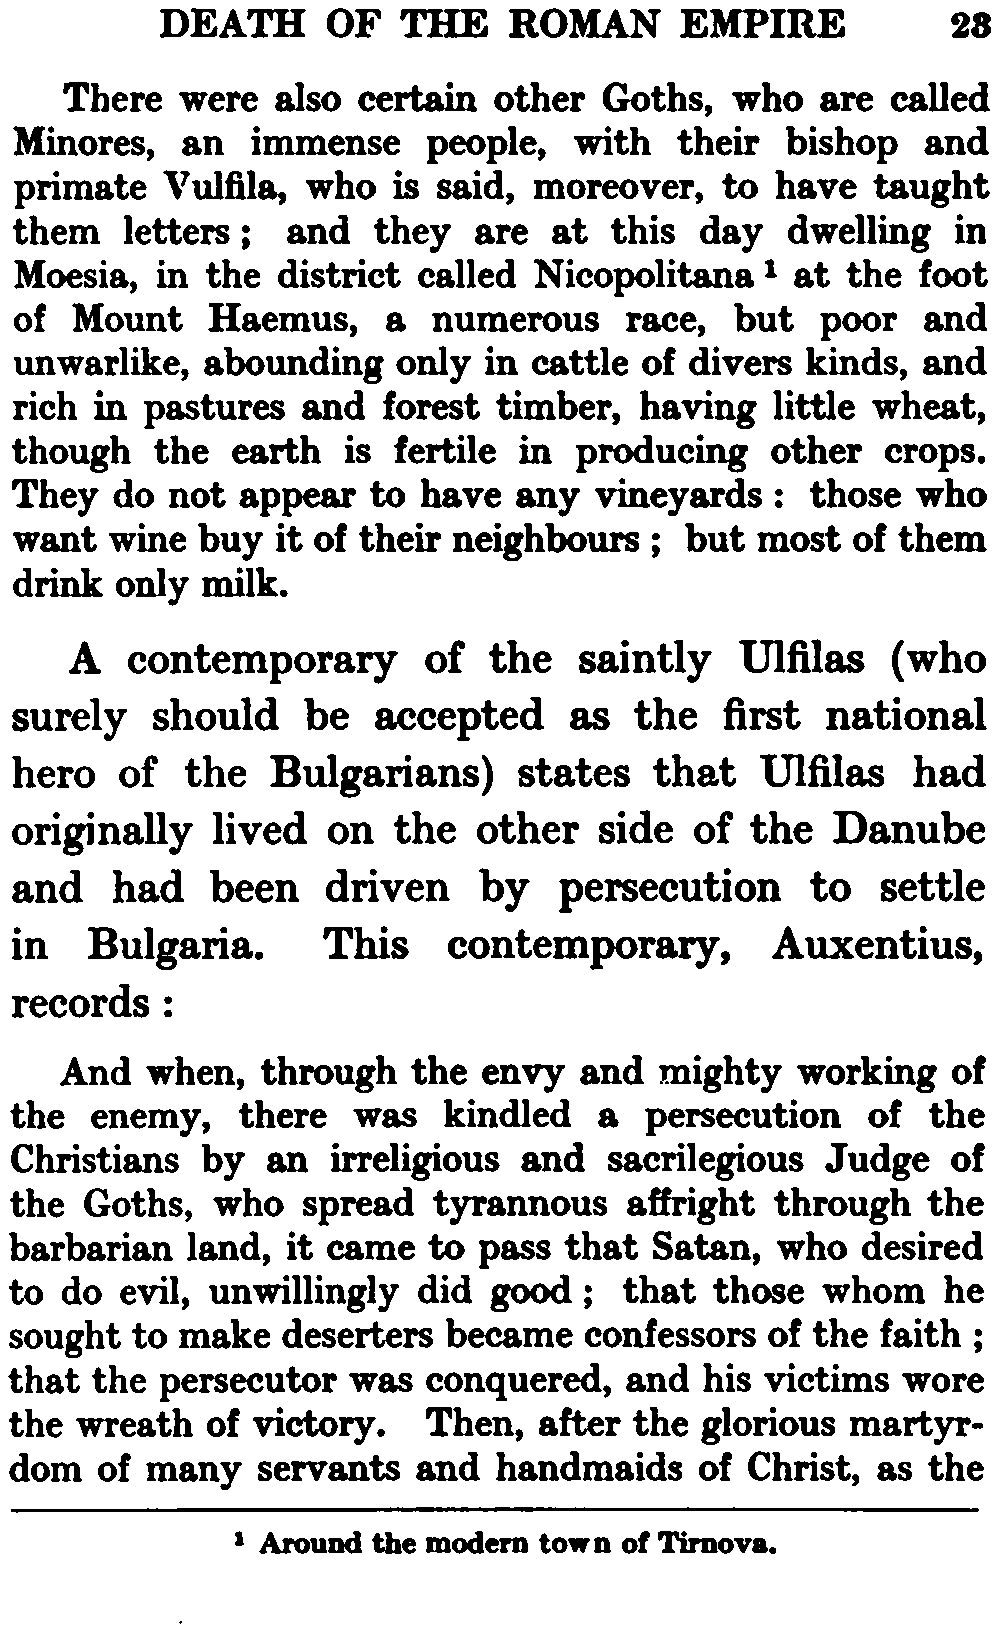 DEATH OF THE ROMAN EMPIRE 23
There were also certain other Goths, who are called
Minores, an immense people, with their bishop and
primate Vulfila, who is said, moreover, to have taught
them letters ; and they are at this day dwelling in
Moesia, in the district called Nicopolitana ¹ at the foot
of Mount Haemus, a numerous race, but poor and
unwarlike, abounding only in cattle of divers kinds, and
rich in pastures and forest timber, having little wheat,
though the earth is fertile in producing other crops.
They do not appear to have any vineyards : those who
want wine buy it of their neighbours ; but most of them
drink only milk.
A contemporary of the saintly Ulfilas (who
surely should be accepted as the first national
hero of the Bulgarians) states that Ulfilas had
originally lived on the other side of the Danube
and had been driven by persecution to settle
in Bulgaria. This contemporary, Auxentius,
records :
And when, through the envy and mighty working of
the enemy, there was kindled a persecution of the
Christians by an irreligious and sacrilegious Judge of
the Goths, who spread tyrannous affright through the
barbarian land, it came to pass that Satan, who desired
to do evil, unwillingly did good ; that those whom he
sought to make deserters became confessors of the faith ;
that the persecutor was conquered, and his victims wore
the wreath of victory. Then, after the glorious martyr-
dom of many servants and handmaids of Christ, as the
¹ Around the modern town of Tirnova.